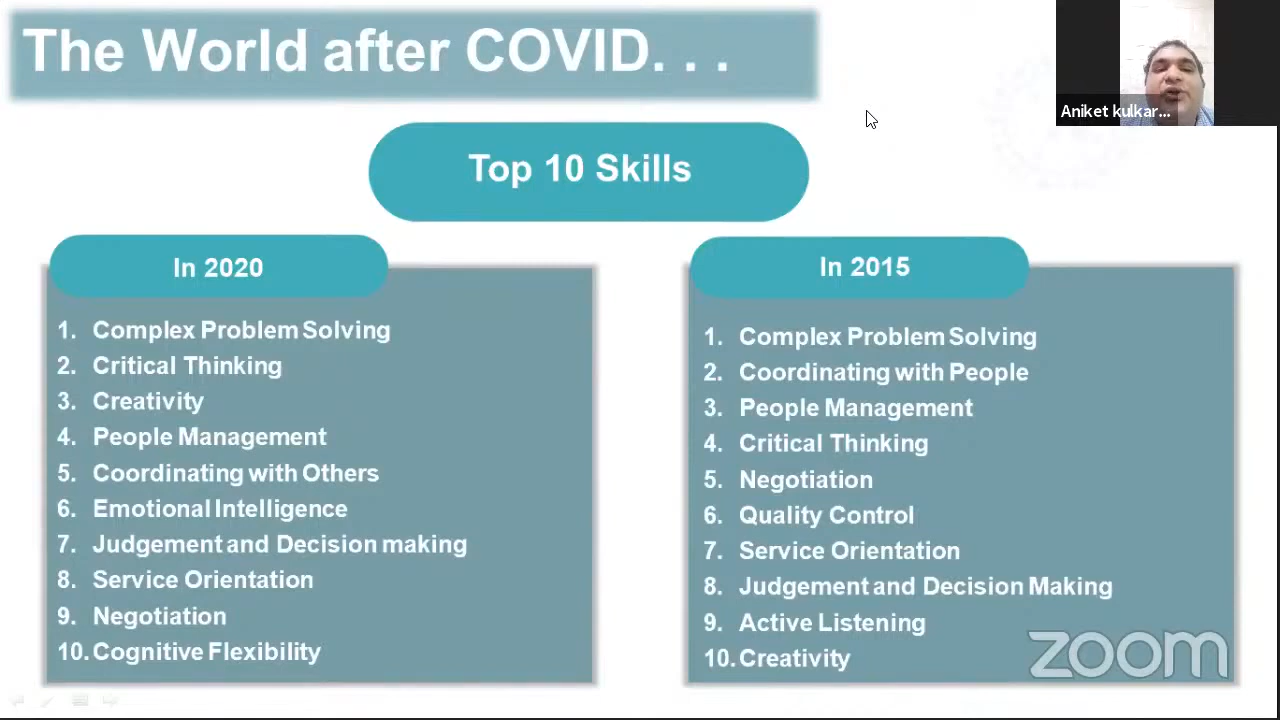 The World after COVID. . .
Aniket kulkar...
Top 10 Skills
In 2020
1. Complex Problem Solving
2. Critical Thinking
3. Creativity
4. People Management
5. Coordinating with Others
6. Emotional Intelligence
7. Judgement and Decision making
8. Service Orientation
9. Negotiation
10. Cognitive Flexibility
In 2015
1. Complex Problem Solving
2. Coordinating with People
3. People Management
4. Critical Thinking
5. Negotiation
6. Quality Control
7. Service Orientation
8. Judgement and Decision Making
9. Active Listening
10. Creativity
zoom